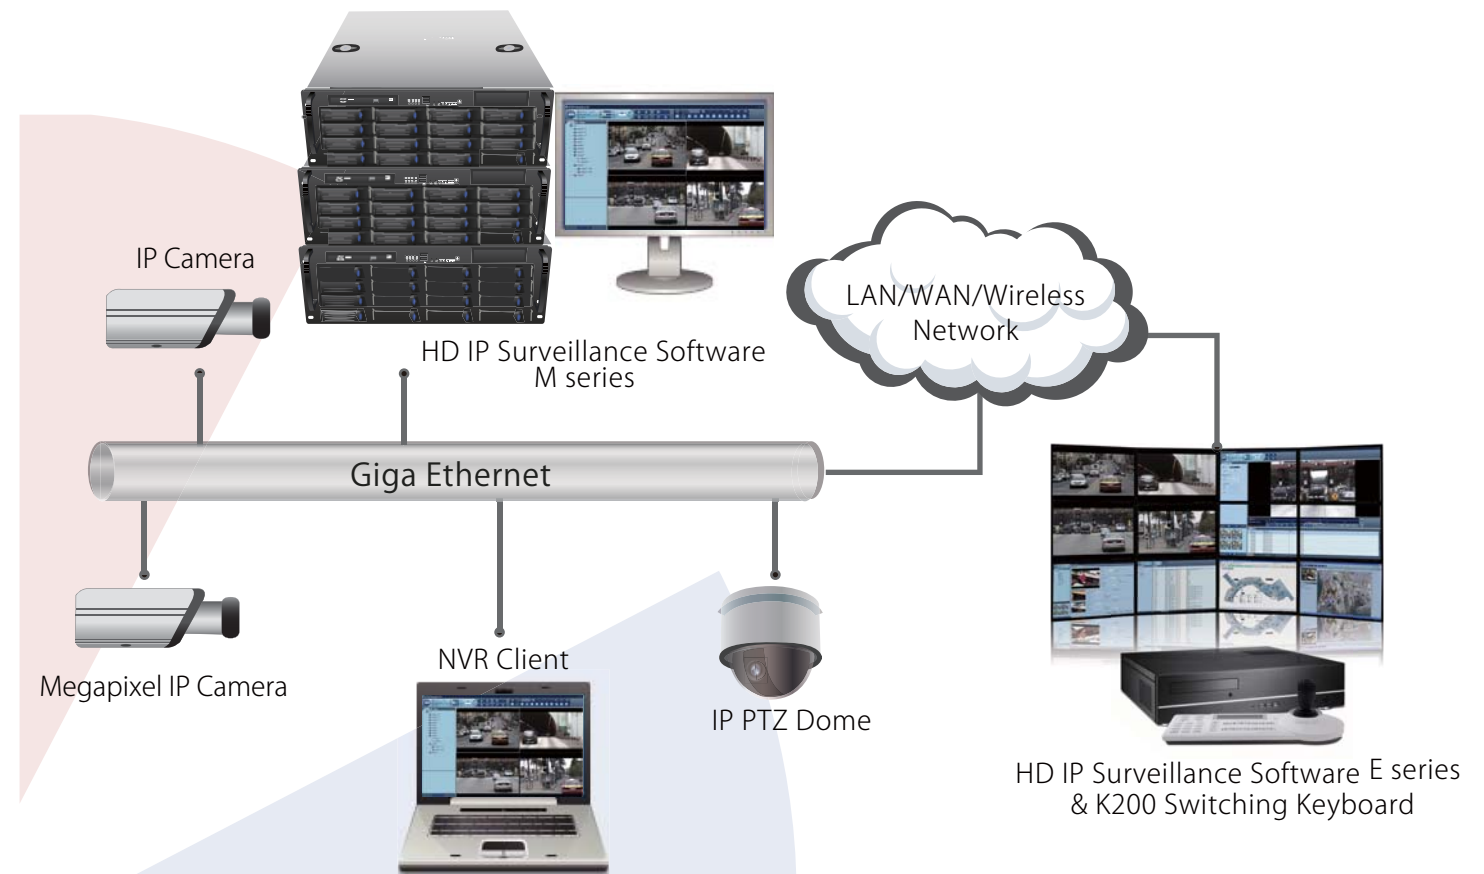 IP Camera
HD IP Surveillance Software
M series
LAN/WAN/Wireless
Network
Giga Ethernet
Megapixel IP Camera
NVR Client
IP PTZ Dome
HD IP Surveillance Software E series
& K200 Switching Keyboard